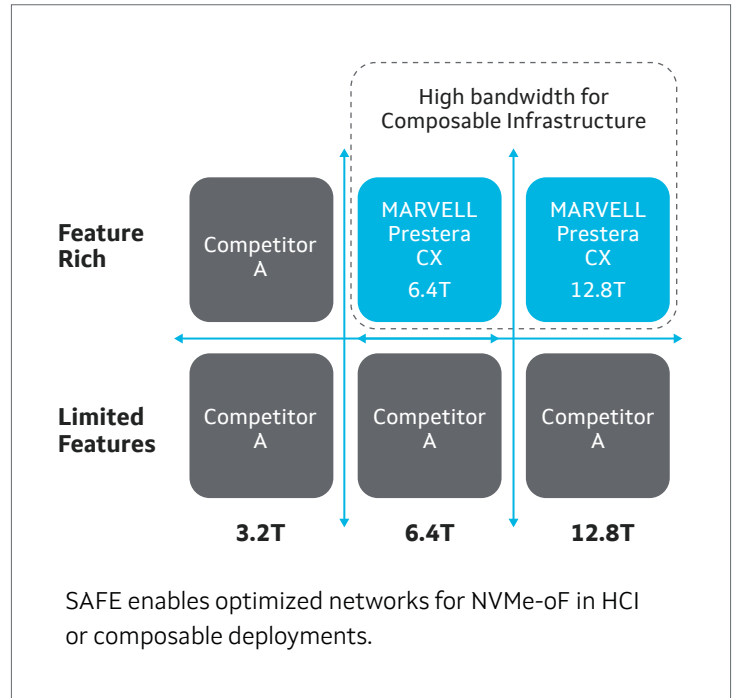 High bandwidth for
Composable Infrastructure
Feature
Rich
Competitor
A
MARVELL
Prestera
CX
6.4T
MARVELL
Prestera
CX
12.8T
Limited
Features
Competitor
A
Competitor
A
Competitor
A
3.2T
6.4T
12.8T
SAFE enables optimized networks for NVMe-oF in HCI
or composable deployments.